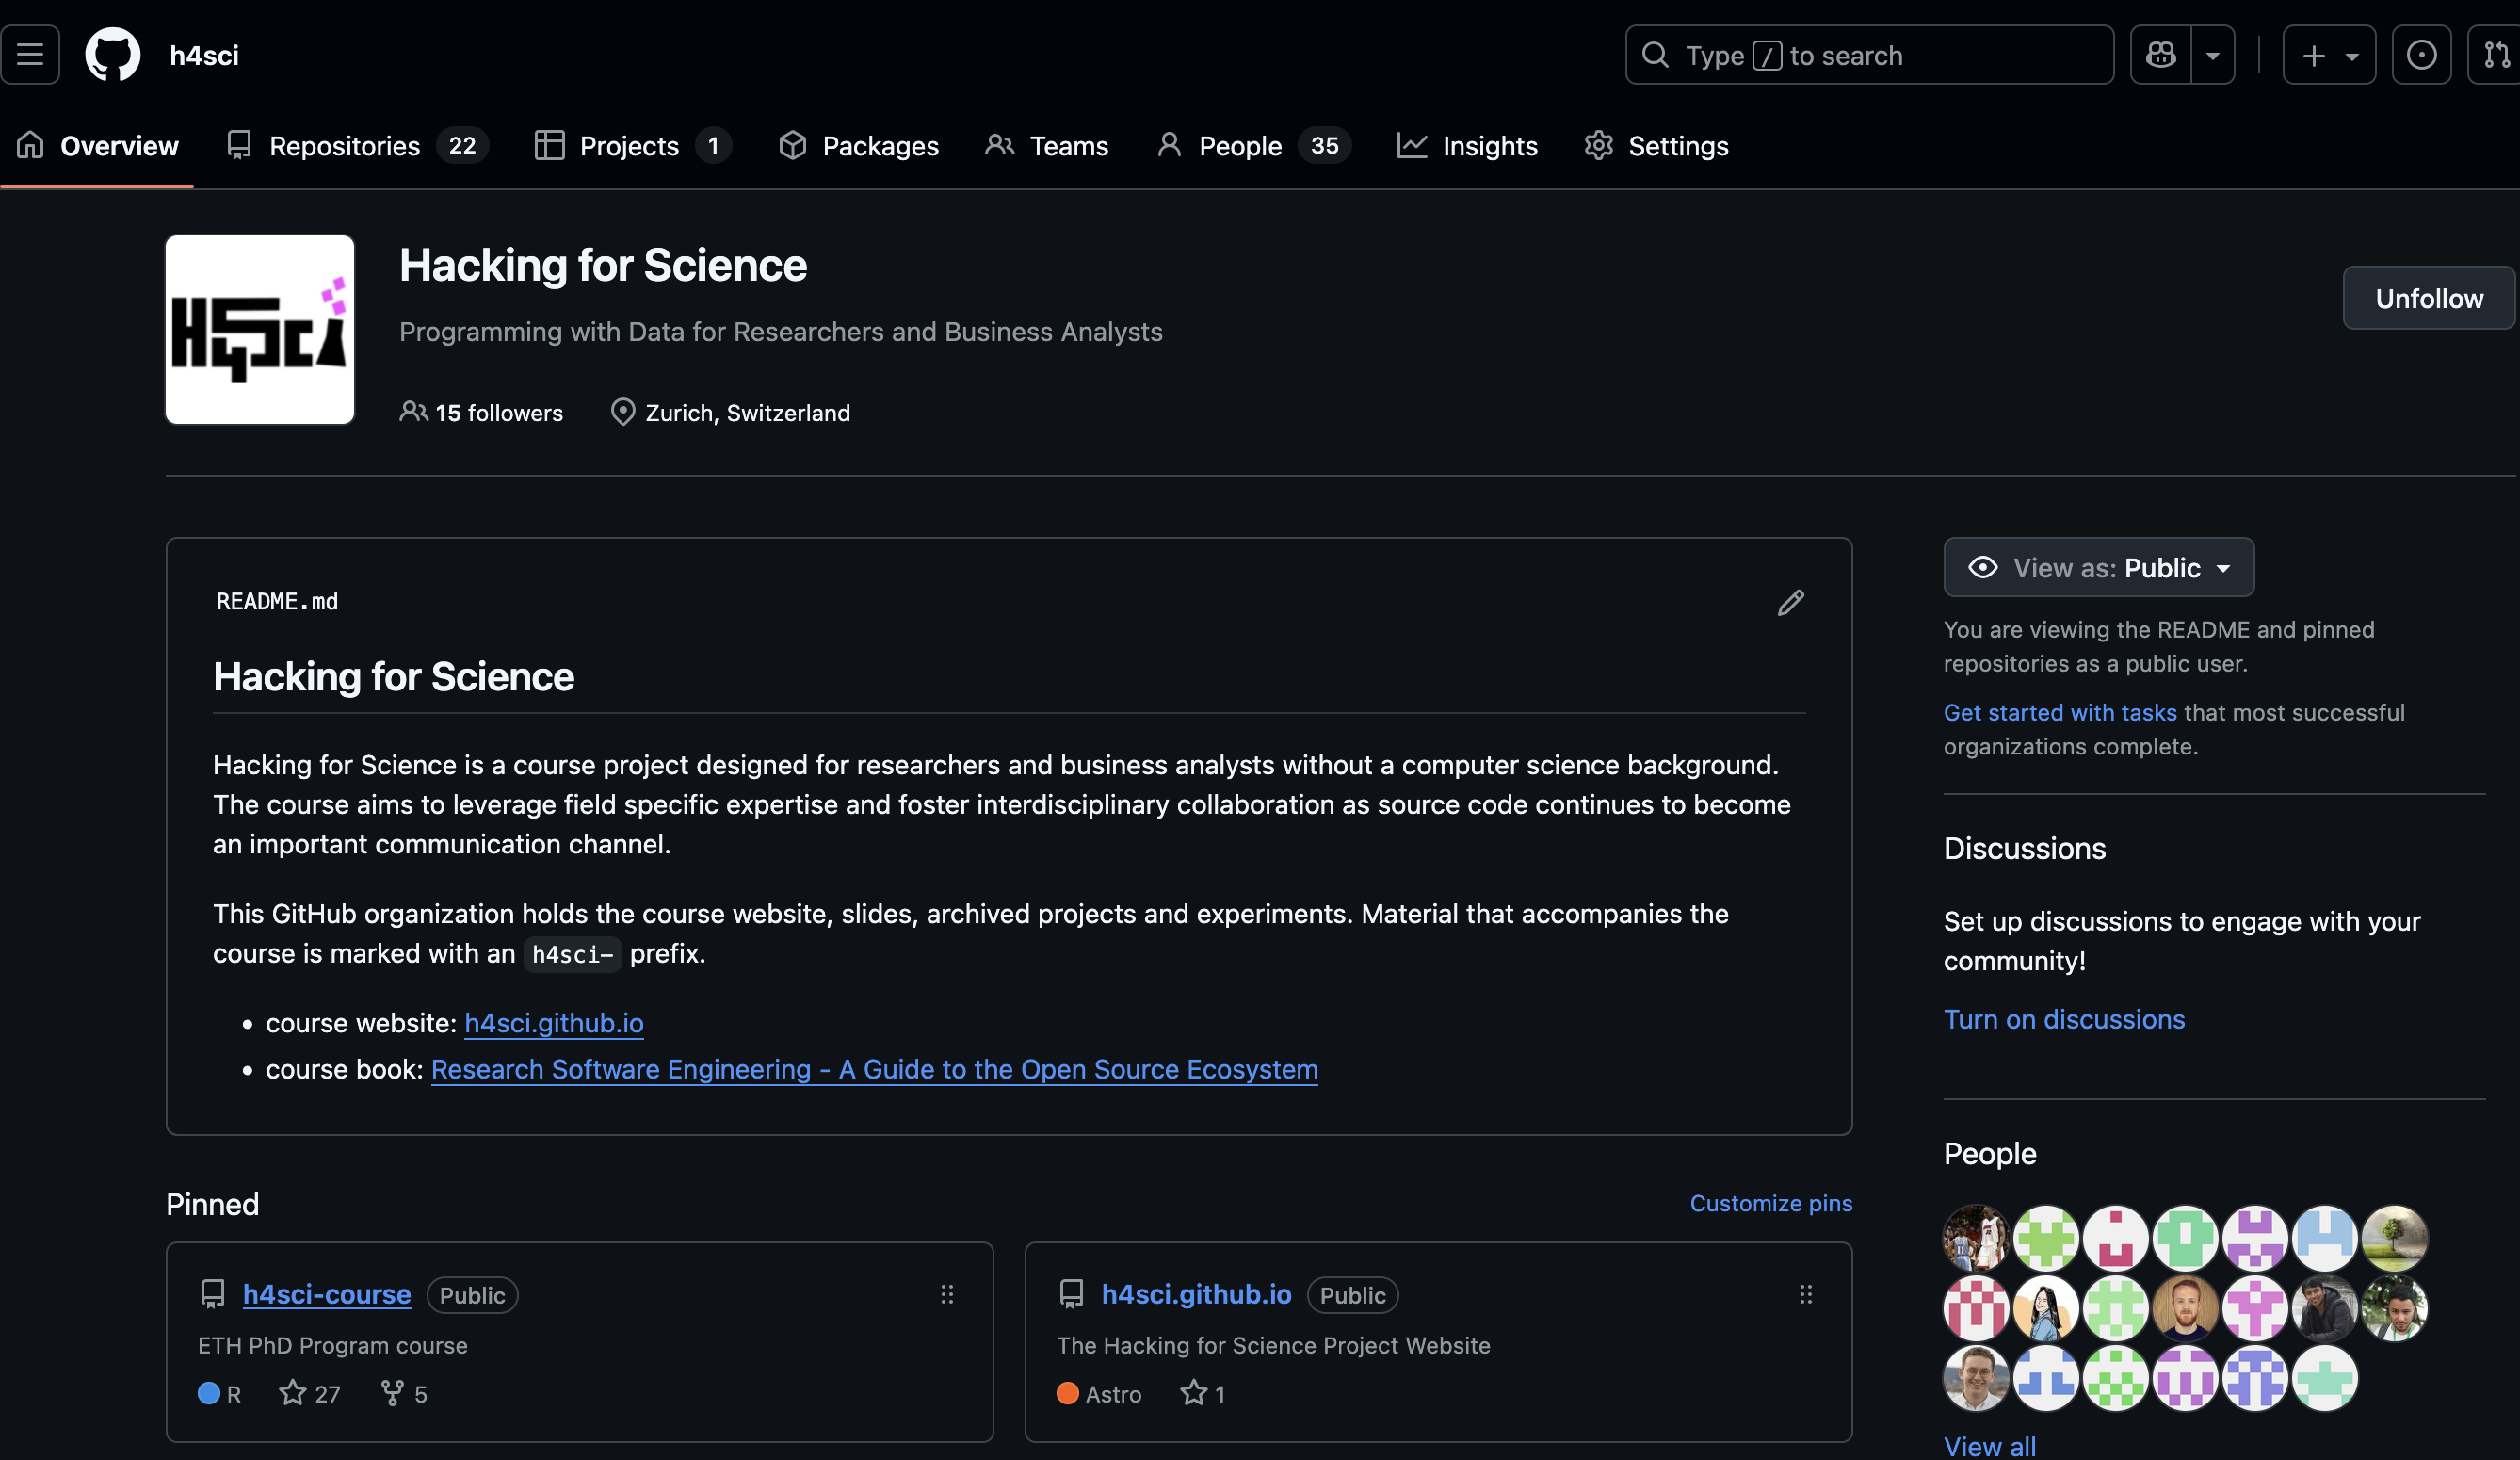 h4sci
Type / to search
Overview
Repositories 22
Projects 1
Packages
Teams
People 35
Insights
Settings
H4Sci
Hacking for Science
Programming with Data for Researchers and Business Analysts
15 followers
Zurich, Switzerland
Unfollow
README.md
Hacking for Science
Hacking for Science is a course project designed for researchers and business analysts without a computer science background.
The course aims to leverage field specific expertise and foster interdisciplinary collaboration as source code continues to become
an important communication channel.
This GitHub organization holds the course website, slides, archived projects and experiments. Material that accompanies the
course is marked with an h4sci- prefix.
• course website: h4sci.github.io
• course book: Research Software Engineering - A Guide to the Open Source Ecosystem
Pinned
Customize pins
h4sci-course Public
ETH PhD Program course
R 27 5
h4sci.github.io Public
The Hacking for Science Project Website
Astro 1
View as: Public
You are viewing the README and pinned
repositories as a public user.
Get started with tasks that most successful
organizations complete.
Discussions
Set up discussions to engage with your
community!
Turn on discussions
People
View all